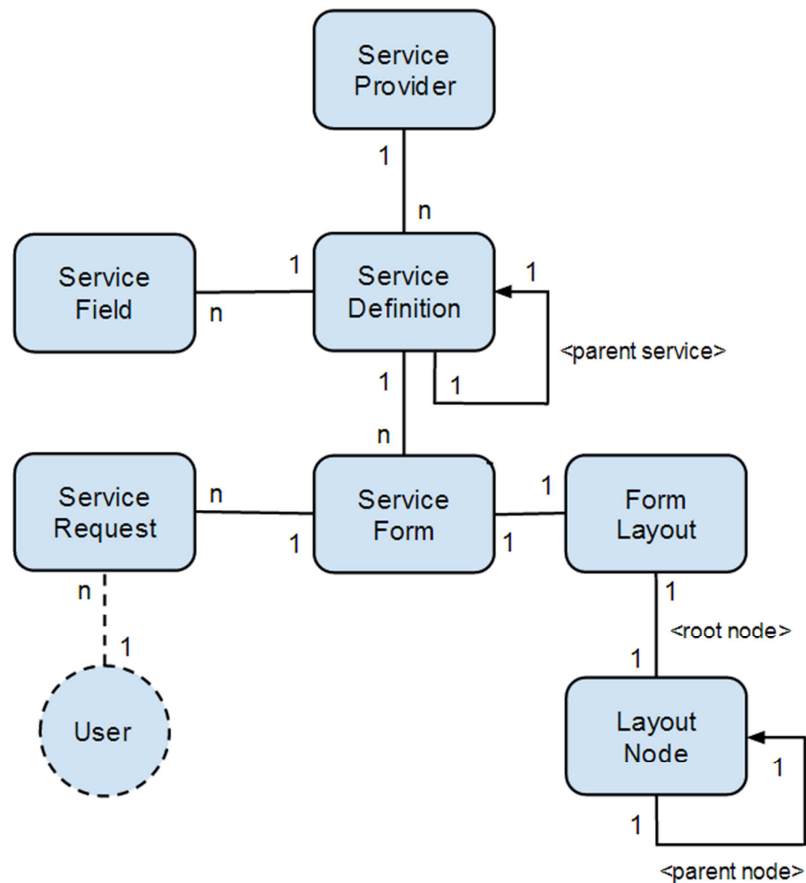 Service
Provider
1
n
Service
Field
1
n
Service
Definition
1
<parent service>
1
1
n
Service
Request
n
1
Service
Form
1
1
Form
Layout
n
1
User
1
<root node>
1
Layout
Node
1
1
<parent node>